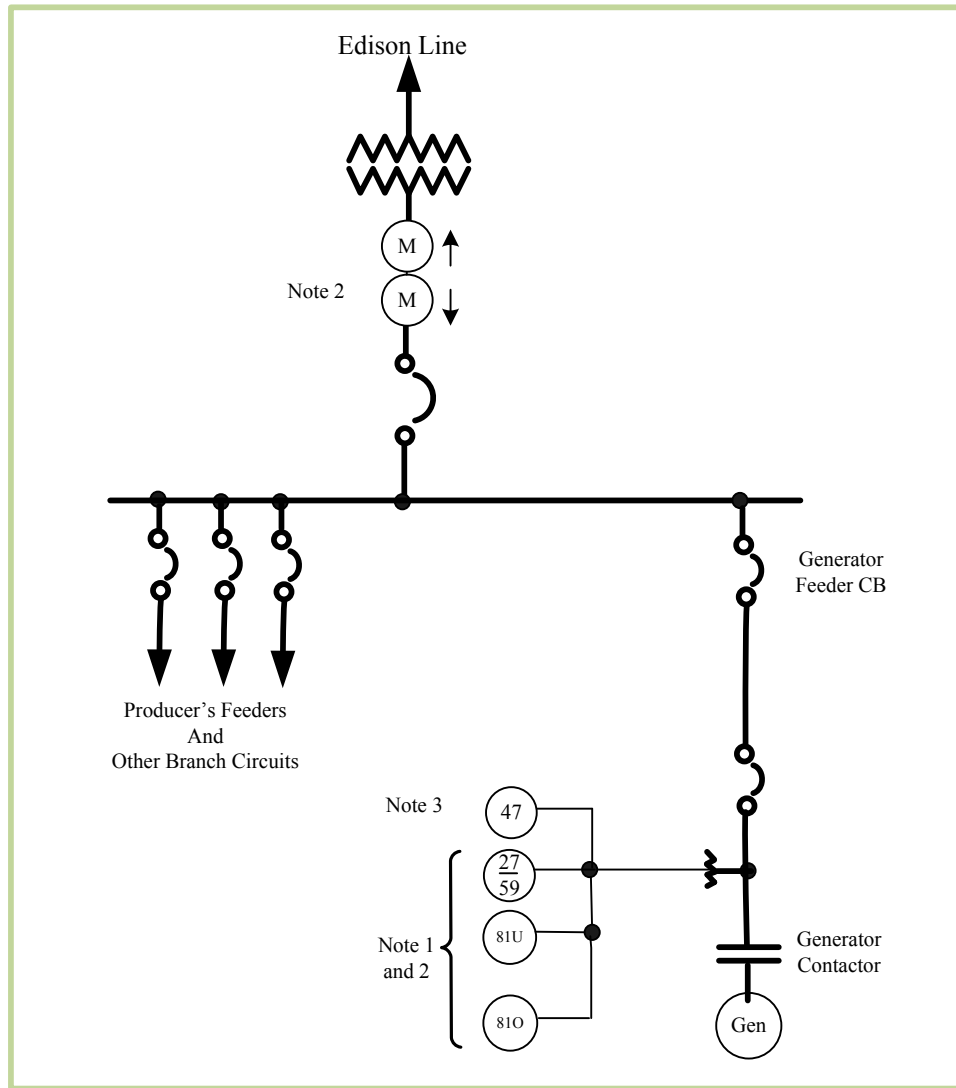 Edison Line
M
Note 2
M
Generator
Feeder CB
Producer's Feeders
And
Other Branch Circuits
Note 3
47
27
59
81U
Note 1
and 2
81O
Generator
Contactor
Gen